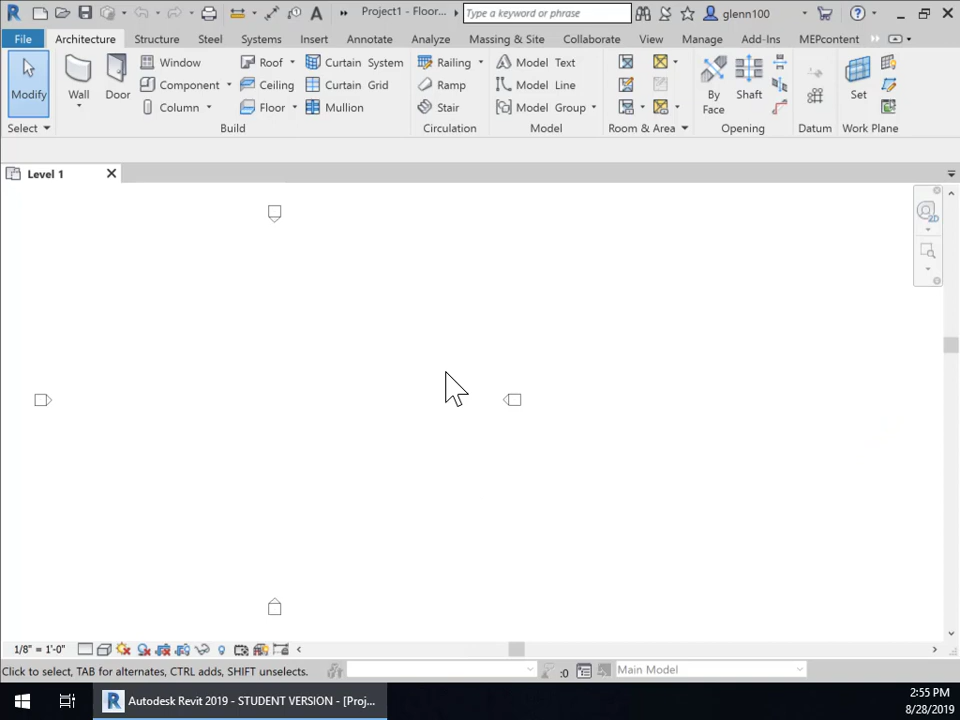 Project1 - Floor...
Type a keyword or phrase
glenn100
File
Architecture
Structure
Steel
Systems
Insert
Annotate
Analyze
Massing & Site
Collaborate
View
Manage
Add-Ins
MEPcontent
Modify
Wall
Door
Window
Component
Column
Roof
Ceiling
Floor
Curtain System
Curtain Grid
Mullion
Railing
Ramp
Stair
Model Text
Model Line
Model Group
By
Face
Shaft
Set
Select
Build
Circulation
Model
Room & Area
Opening
Datum
Work Plane
Level 1
2D
1/8" = 1'-0"
Click to select, TAB for alternates, CTRL adds, SHIFT unselects.
:0
Main Model
Autodesk Revit 2019 - STUDENT VERSION - [Proj...
2:55 PM
8/28/2019